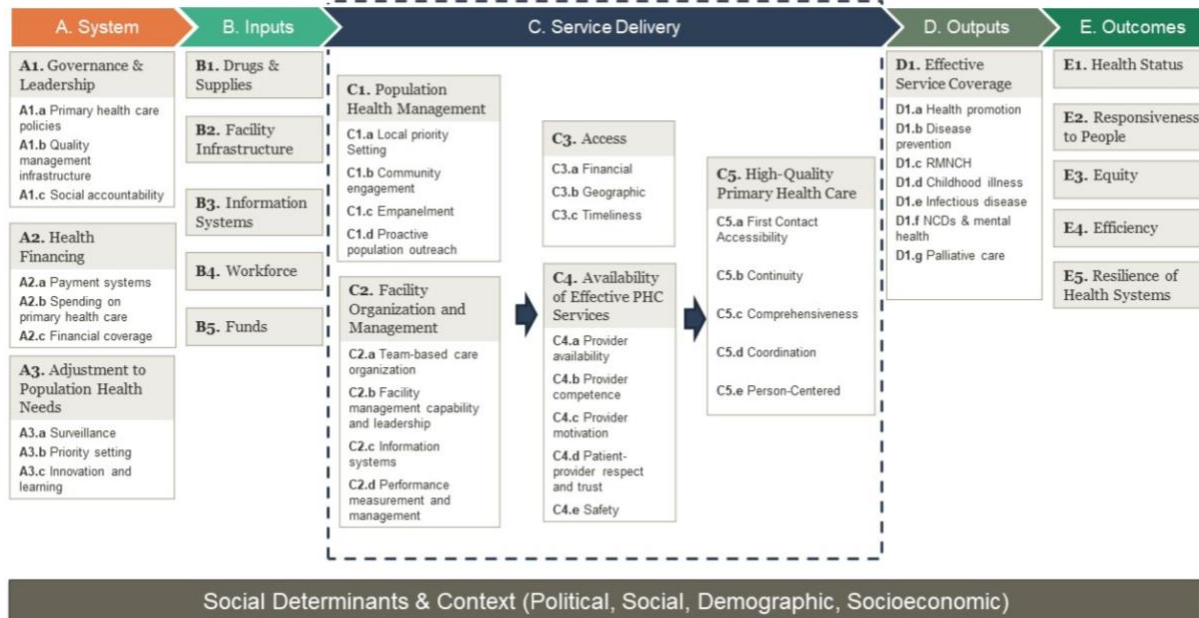 A. System
B. Inputs
C. Service Delivery
D. Outputs
E. Outcomes
A1. Governance &
Leadership
A1.a Primary health care
policies
A1.b Quality
management
infrastructure
A1.c Social accountability
A2. Health
Financing
A2.a Payment systems
A2.b Spending on
primary health care
A2.c Financial coverage
A3. Adjustment to
Population Health
Needs
A3.a Surveillance
A3.b Priority setting
A3.c Innovation and
learning
B1. Drugs &
Supplies
B2. Facility
Infrastructure
B3. Information
Systems
B4. Workforce
B5. Funds
C1. Population
Health Management
C1.a Local priority
Setting
C1.b Community
engagement
C1.c Empanelment
C1.d Proactive
population outreach
C2. Facility
Organization and
Management
C2.a Team-based care
organization
C2.b Facility
management capability
and leadership
C2.c Information
systems
C2.d Performance
measurement and
management
C3. Access
C3.a Financial
C3.b Geographic
C3.c Timeliness
C4. Availability
of Effective PHC
Services
C4.a Provider
availability
C4.b Provider
competence
C4.c Provider
motivation
C4.d Patient-
provider respect
and trust
C4.e Safety
C5. High-Quality
Primary Health Care
C5.a First Contact
Accessibility
C5.b Continuity
C5.c Comprehensiveness
C5.d Coordination
C5.e Person-Centered
D1. Effective
Service Coverage
D1.a Health promotion
D1.b Disease
prevention
D1.c RMNCH
D1.d Childhood illness
D1.e Infectious disease
D1.f NCDs & mental
health
D1.g Palliative care
E1. Health Status
E2. Responsiveness
to People
E3. Equity
E4. Efficiency
E5. Resilience of
Health Systems
Social Determinants & Context (Political, Social, Demographic, Socioeconomic)